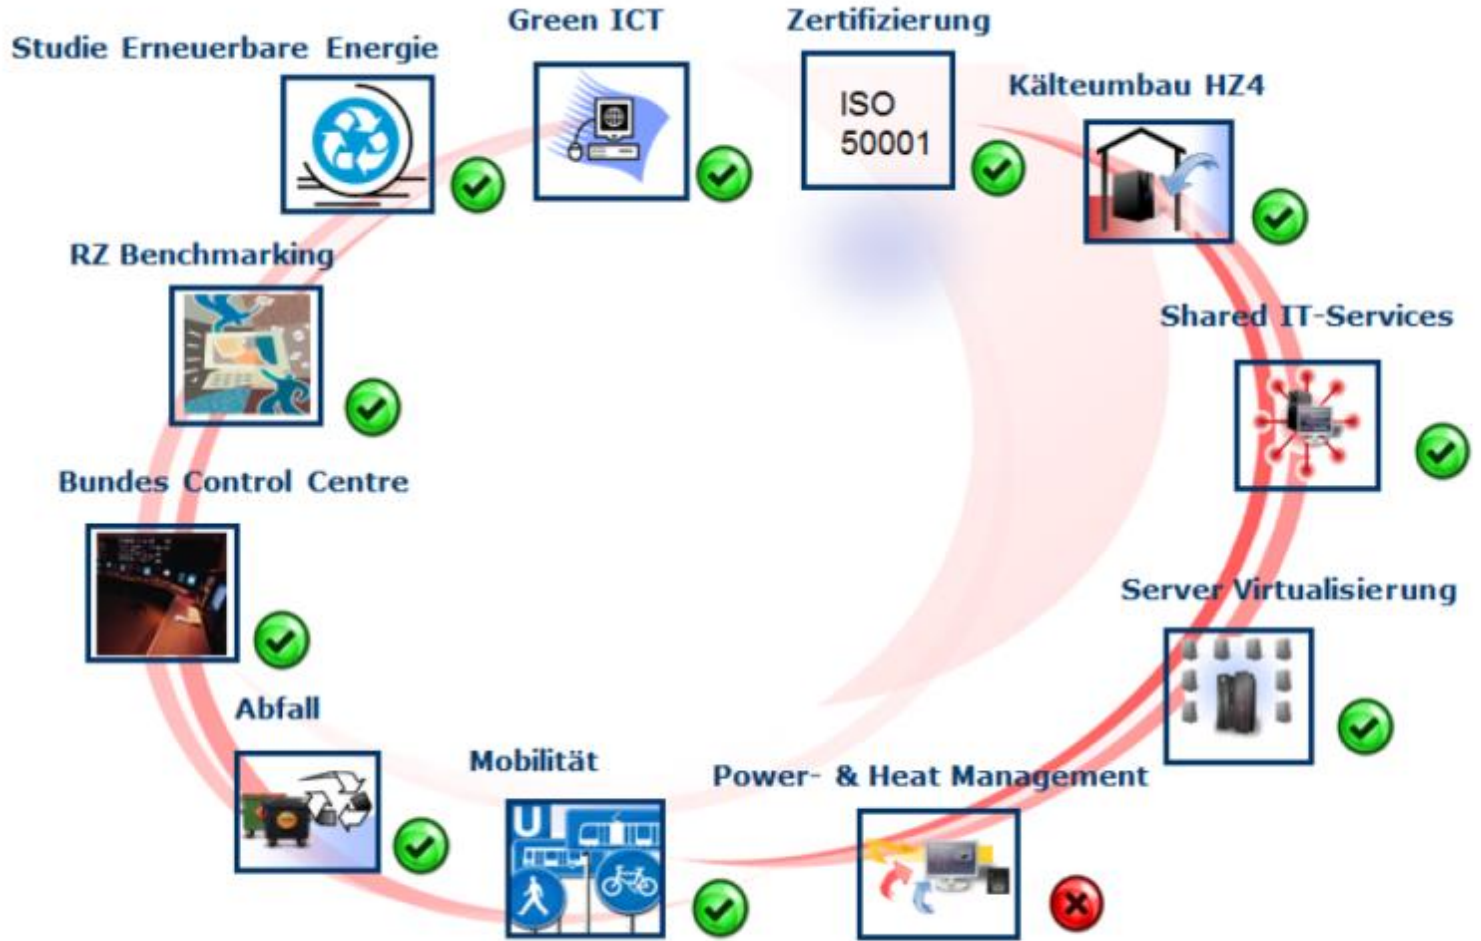 Green ICT
Zertifizierung
Studie Erneuerbare Energie
Kälteumbau HZ4
ISO
50001
RZ Benchmarking
Shared IT-Services
Bundes Control Centre
Server Virtualisierung
Abfall
Mobilität
Power- & Heat Management
U